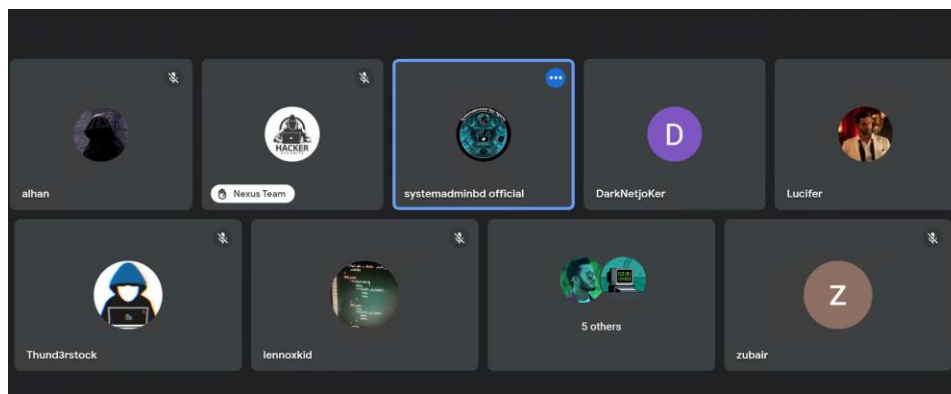 alhan
HACKER
Nexus Team
systemadminbd official
D
DarkNetjoKer
Lucifer
Thund3rstock
lennoxkid
5 others
Z
zubair